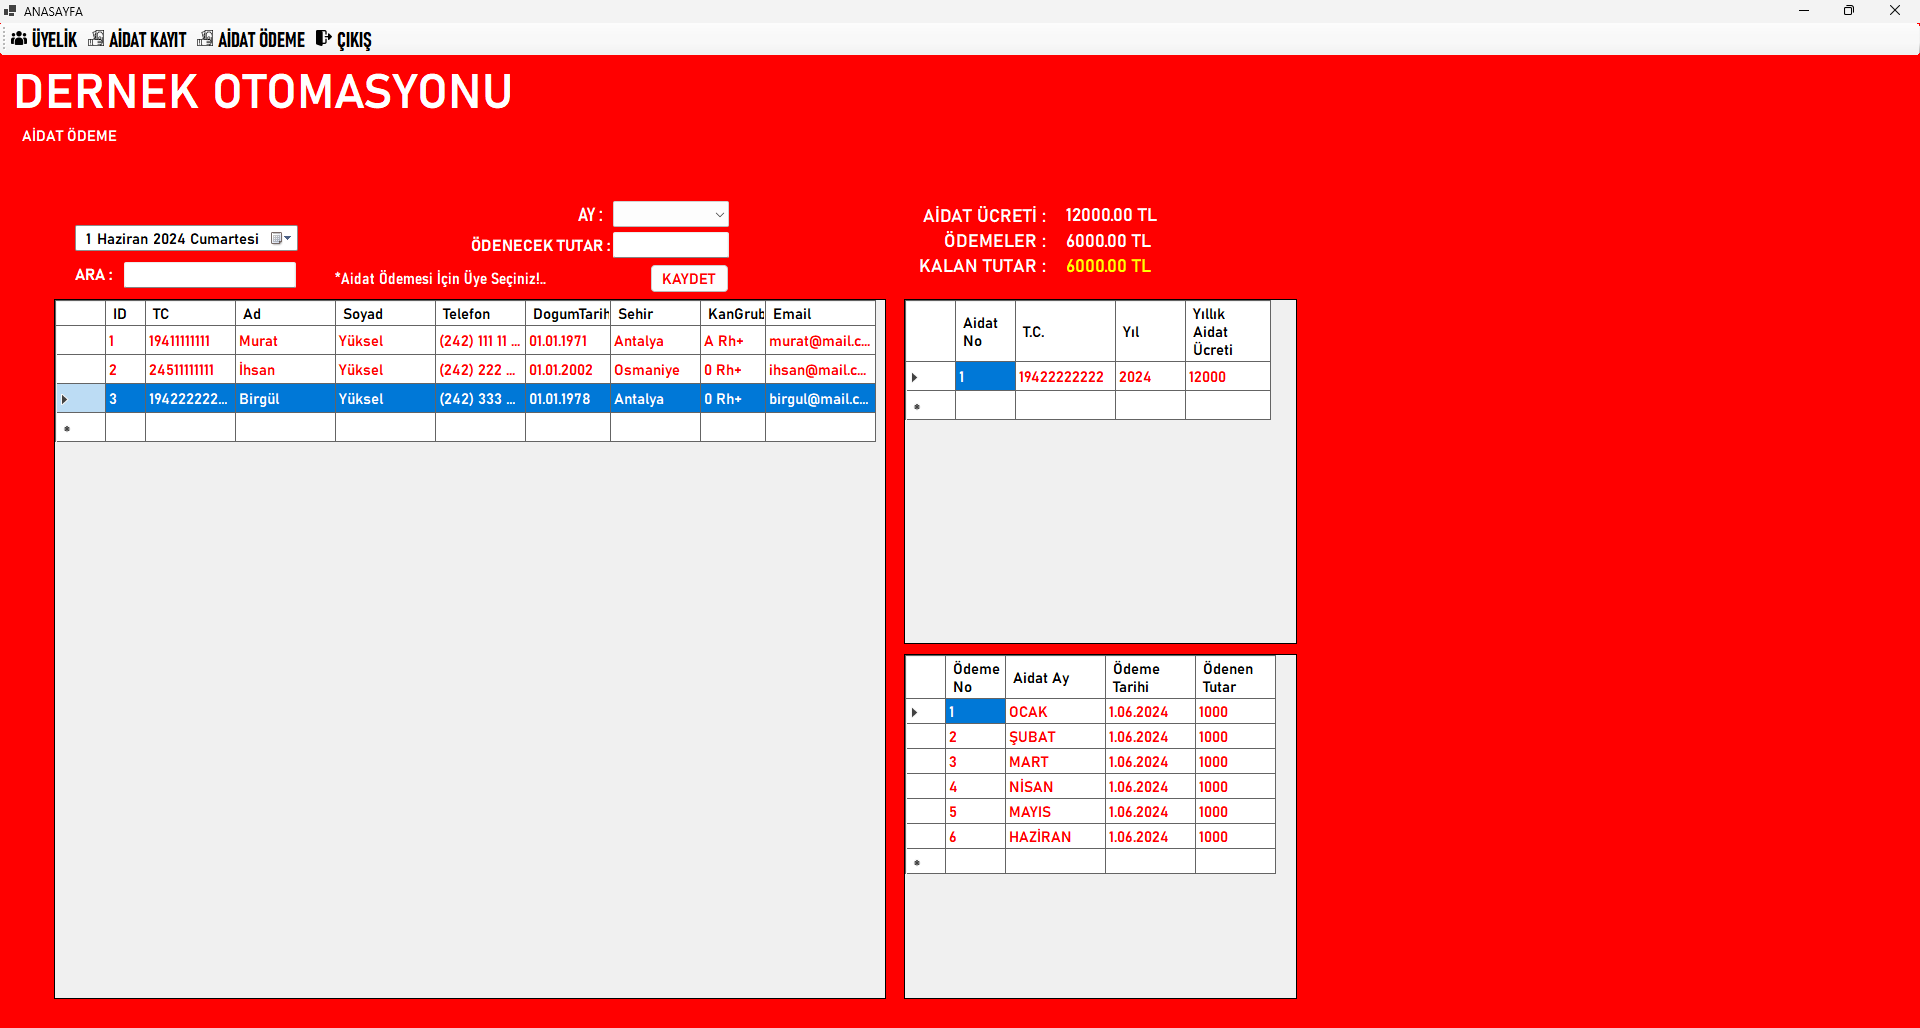 ANASAYFA
ÜYELİK AİDAT KAYIT AİDAT ÖDEME ÇIKIŞ
DERNEK OTOMASYONU
AİDAT ÖDEME
AY :
1 Haziran 2024 Cumartesi
ÖDENECEK TUTAR :
ARA :
*Aidat Ödemesi İçin Üye Seçiniz!..
KAYDET
AİDAT ÜCRETİ : 12000.00 TL
ÖDEMELER : 6000.00 TL
KALAN TUTAR : 6000.00 TL
ID TC Ad Soyad Telefon DogumTarih Sehir KanGrub Email
1 19411111111 Murat Yüksel (242) 111 11 ... 01.01.1971 Antalya A Rh+ murat@mail.c...
2 24511111111 İhsan Yüksel (242) 222 ... 01.01.2002 Osmaniye 0 Rh+ ihsan@mail.c...
3 194222222... Birgül Yüksel (242) 333 ... 01.01.1978 Antalya 0 Rh+ birgul@mail.c...
*
Aidat No T.C. Yıl Yıllık Aidat Ücreti
1 19422222222 2024 12000
*
Ödeme No Aidat Ay Ödeme Tarihi Ödenen Tutar
1 OCAK 1.06.2024 1000
2 ŞUBAT 1.06.2024 1000
3 MART 1.06.2024 1000
4 NİSAN 1.06.2024 1000
5 MAYIS 1.06.2024 1000
6 HAZİRAN 1.06.2024 1000
*